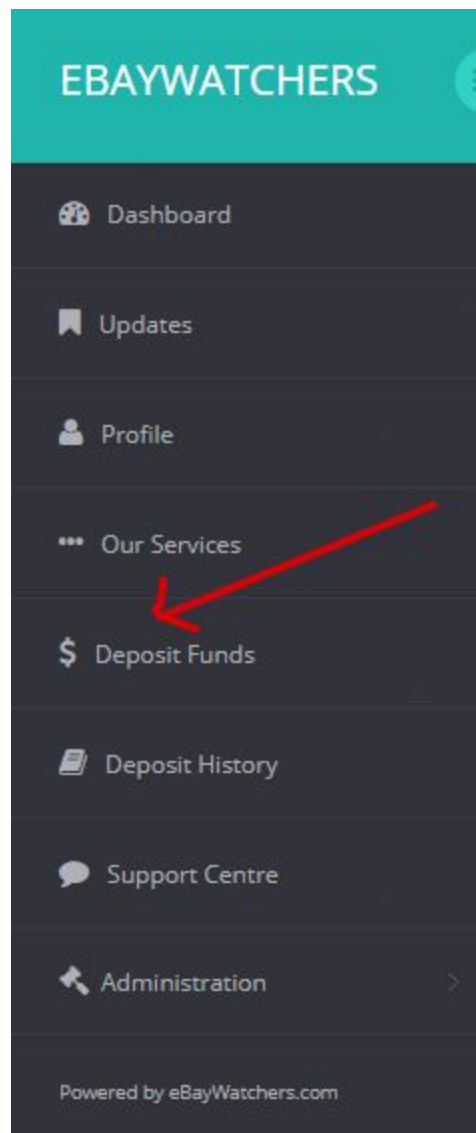 EBAYWATCHERS
Dashboard
Updates
Profile
Our Services
$ Deposit Funds
Deposit History
Support Centre
Administration
Powered by eBayWatchers.com